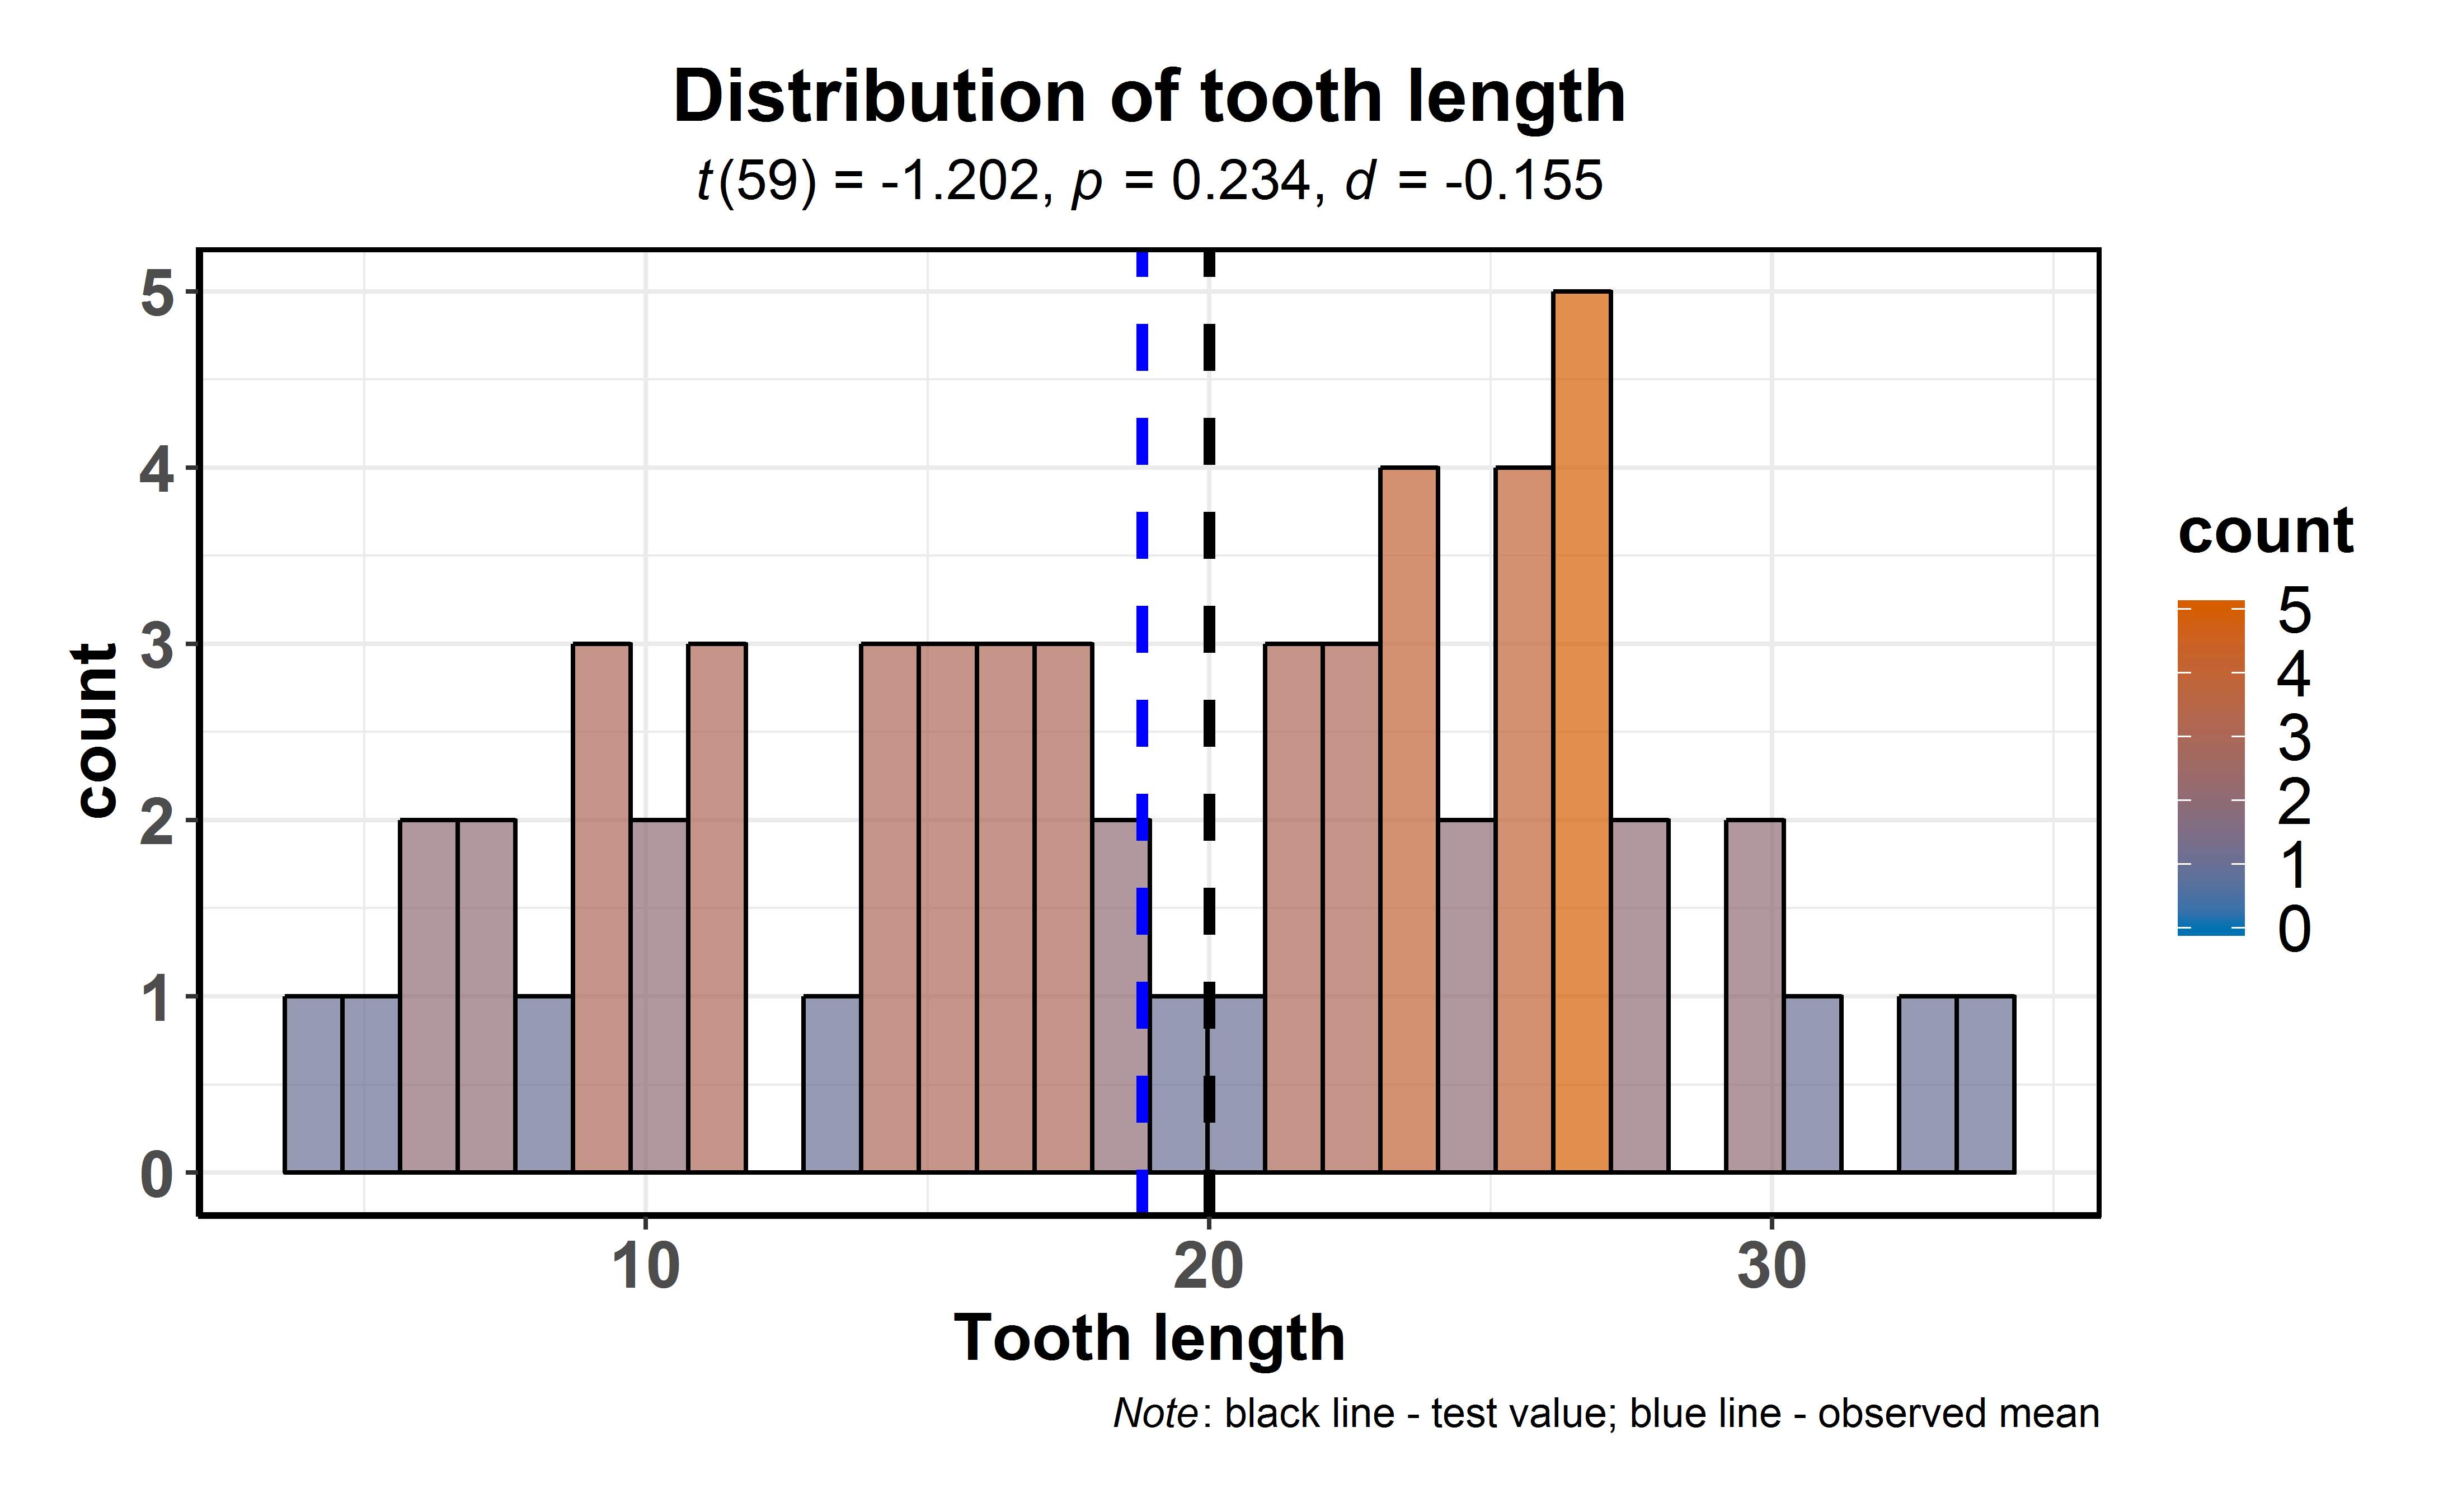 Distribution of tooth length
t(59) = -1.202, p = 0.234, d = -0.155
5
4
3
2
1
0
count
10 20 30
Tooth length
Note: black line - test value; blue line - observed mean
count
5
4
3
2
1
0